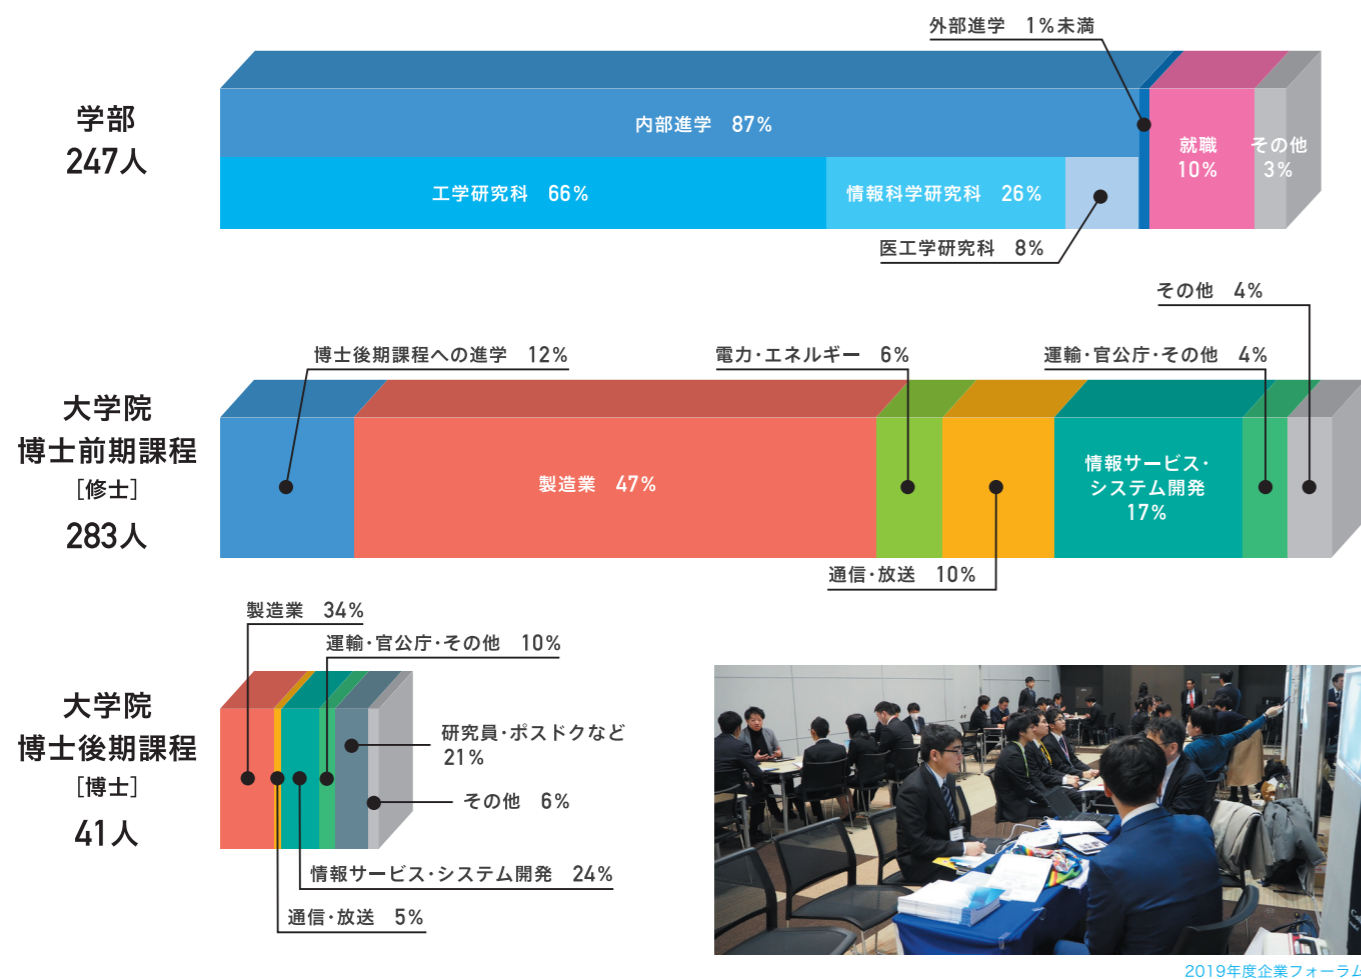 外部進学 1%未満
学部
247人
内部進学 87%
就職
10%
その他
3%
工学研究科 66%
情報科学研究科 26%
医工学研究科 8%
その他 4%
博士後期課程への進学 12%
電力・エネルギー 6%
運輸・官公庁・その他 4%
大学院
博士前期課程
[修士]
283人
製造業 47%
情報サービス・
システム開発
17%
通信・放送 10%
製造業 34%
運輸・官公庁・その他 10%
大学院
博士後期課程
[博士]
41人
研究員・ポスドクなど
21%
その他 6%
情報サービス・システム開発 24%
通信・放送 5%
2019年度企業フォーラム